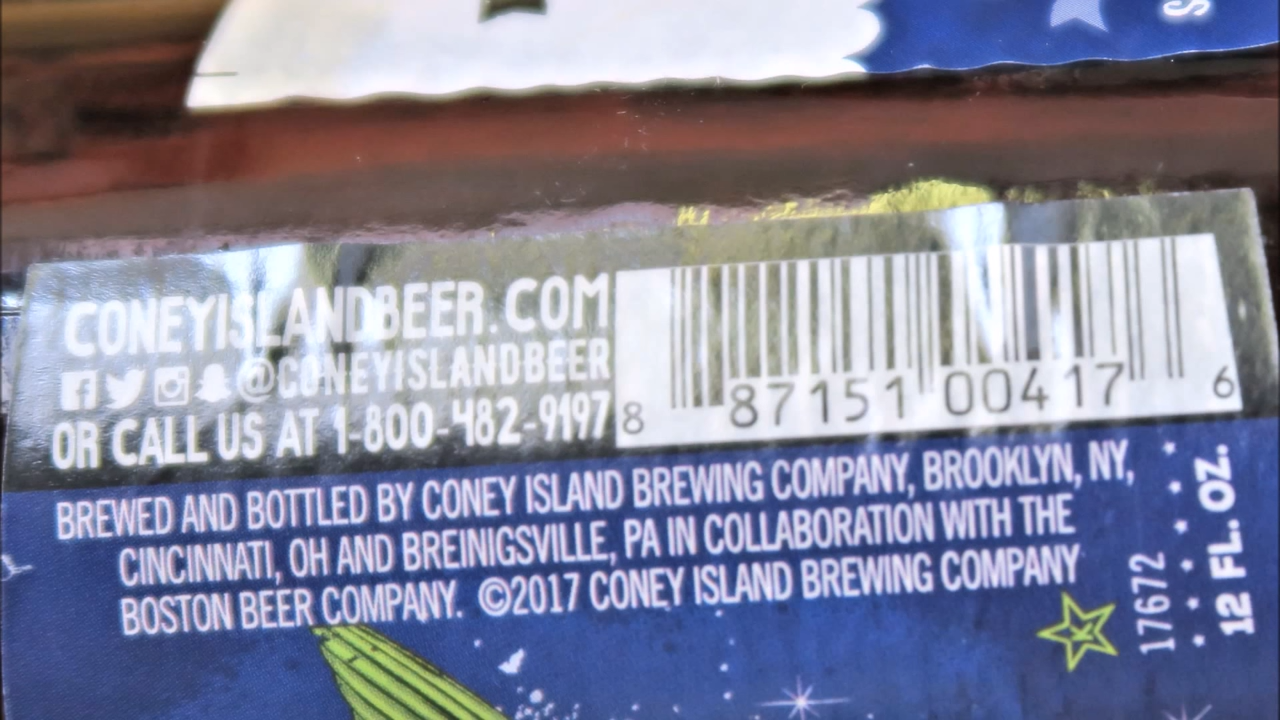 S
CONEYISLANDBEER.COM
@CONEYISLANDBEER
OR CALL US AT 1-800-482-9197
8 87151 00417 6
BREWED AND BOTTLED BY CONEY ISLAND BREWING COMPANY, BROOKLYN, NY,
CINCINNATI, OH AND BREINIGSVILLE, PA IN COLLABORATION WITH THE
BOSTON BEER COMPANY. ©2017 CONEY ISLAND BREWING COMPANY
K
17672
12 FL. OZ.